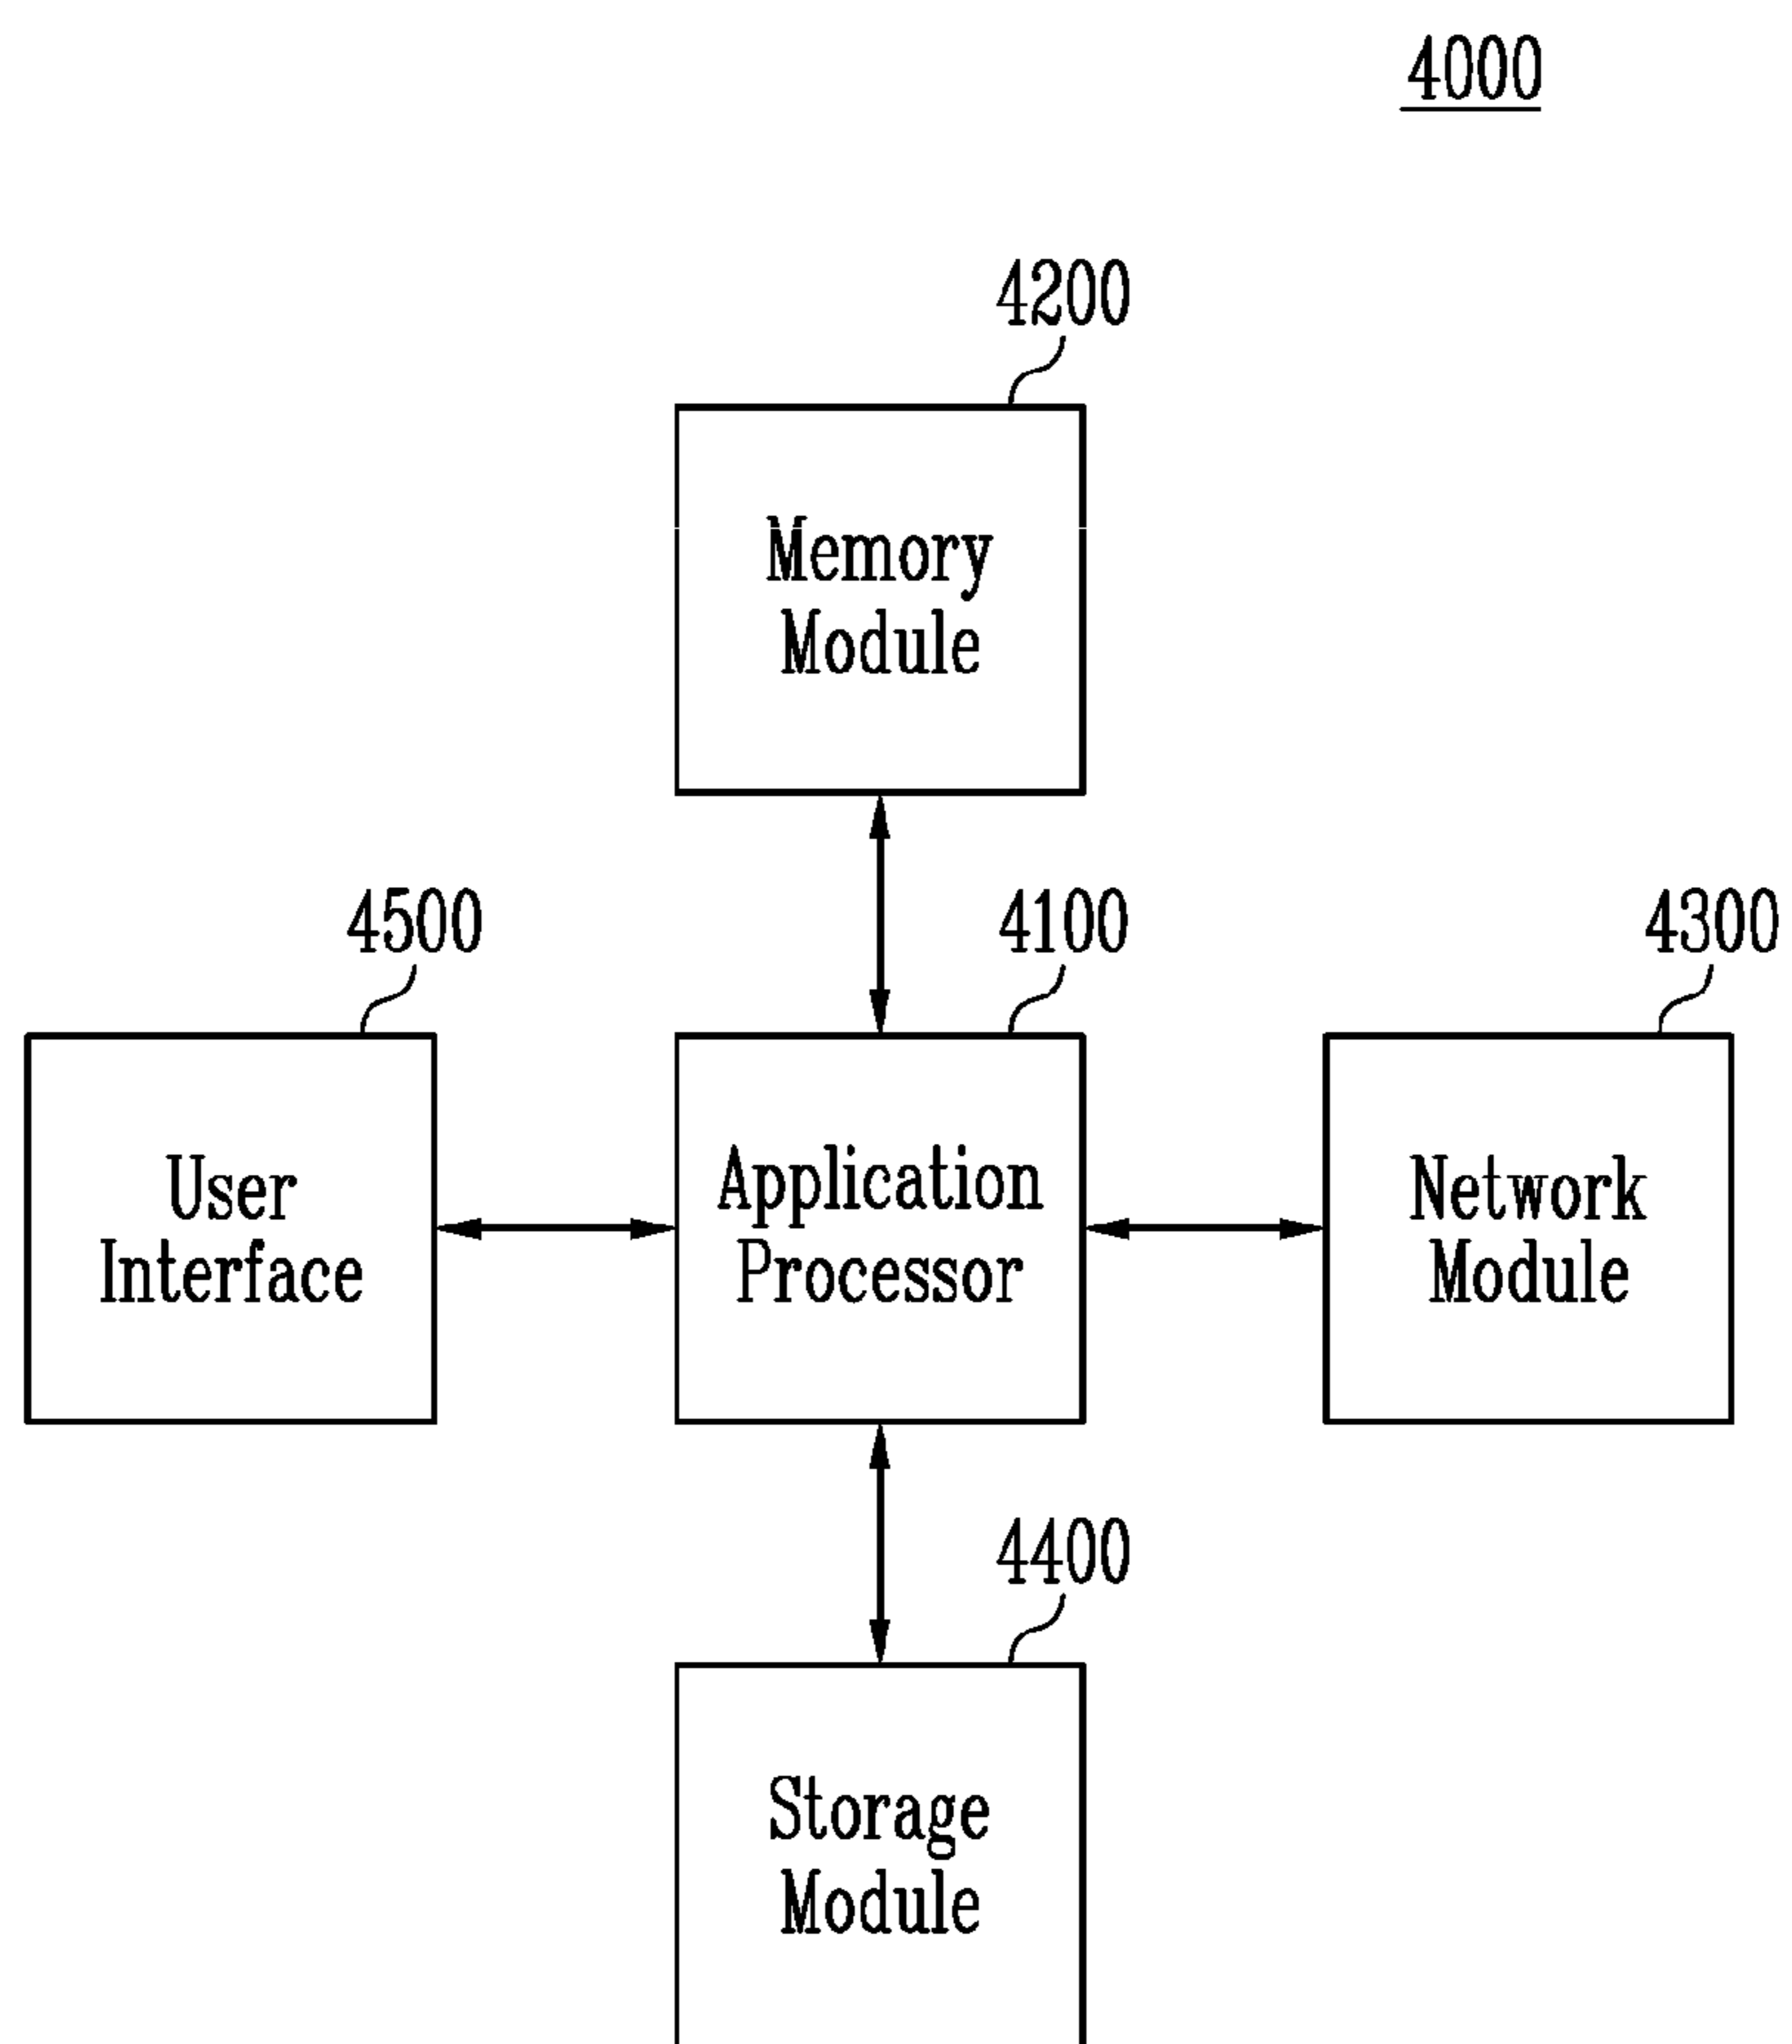 4000
4200
Memory
Module
4500
4100
4300
User
Interface
Application
Processor
Network
Module
4400
Storage
Module